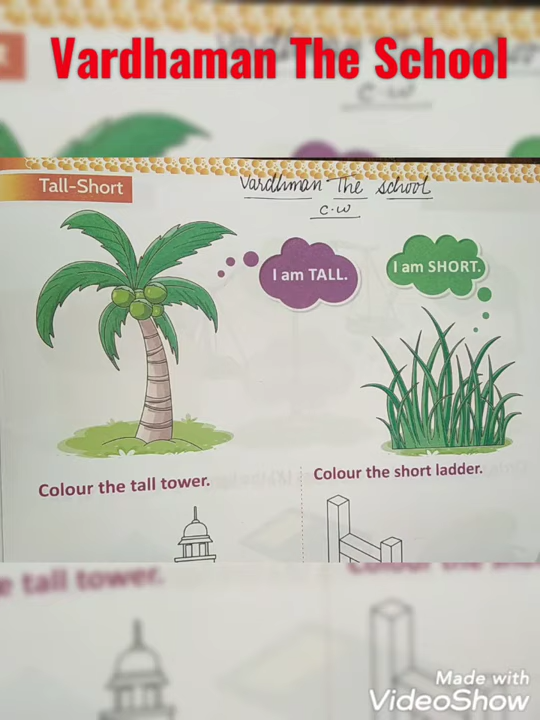 Vardhaman The School
C-W
Tall-Short
Vardhman The school
C-W
I am TALL.
I am SHORT.
Colour the tall tower.
Colour the short ladder.
e tall tower.
Made with
VideoShow